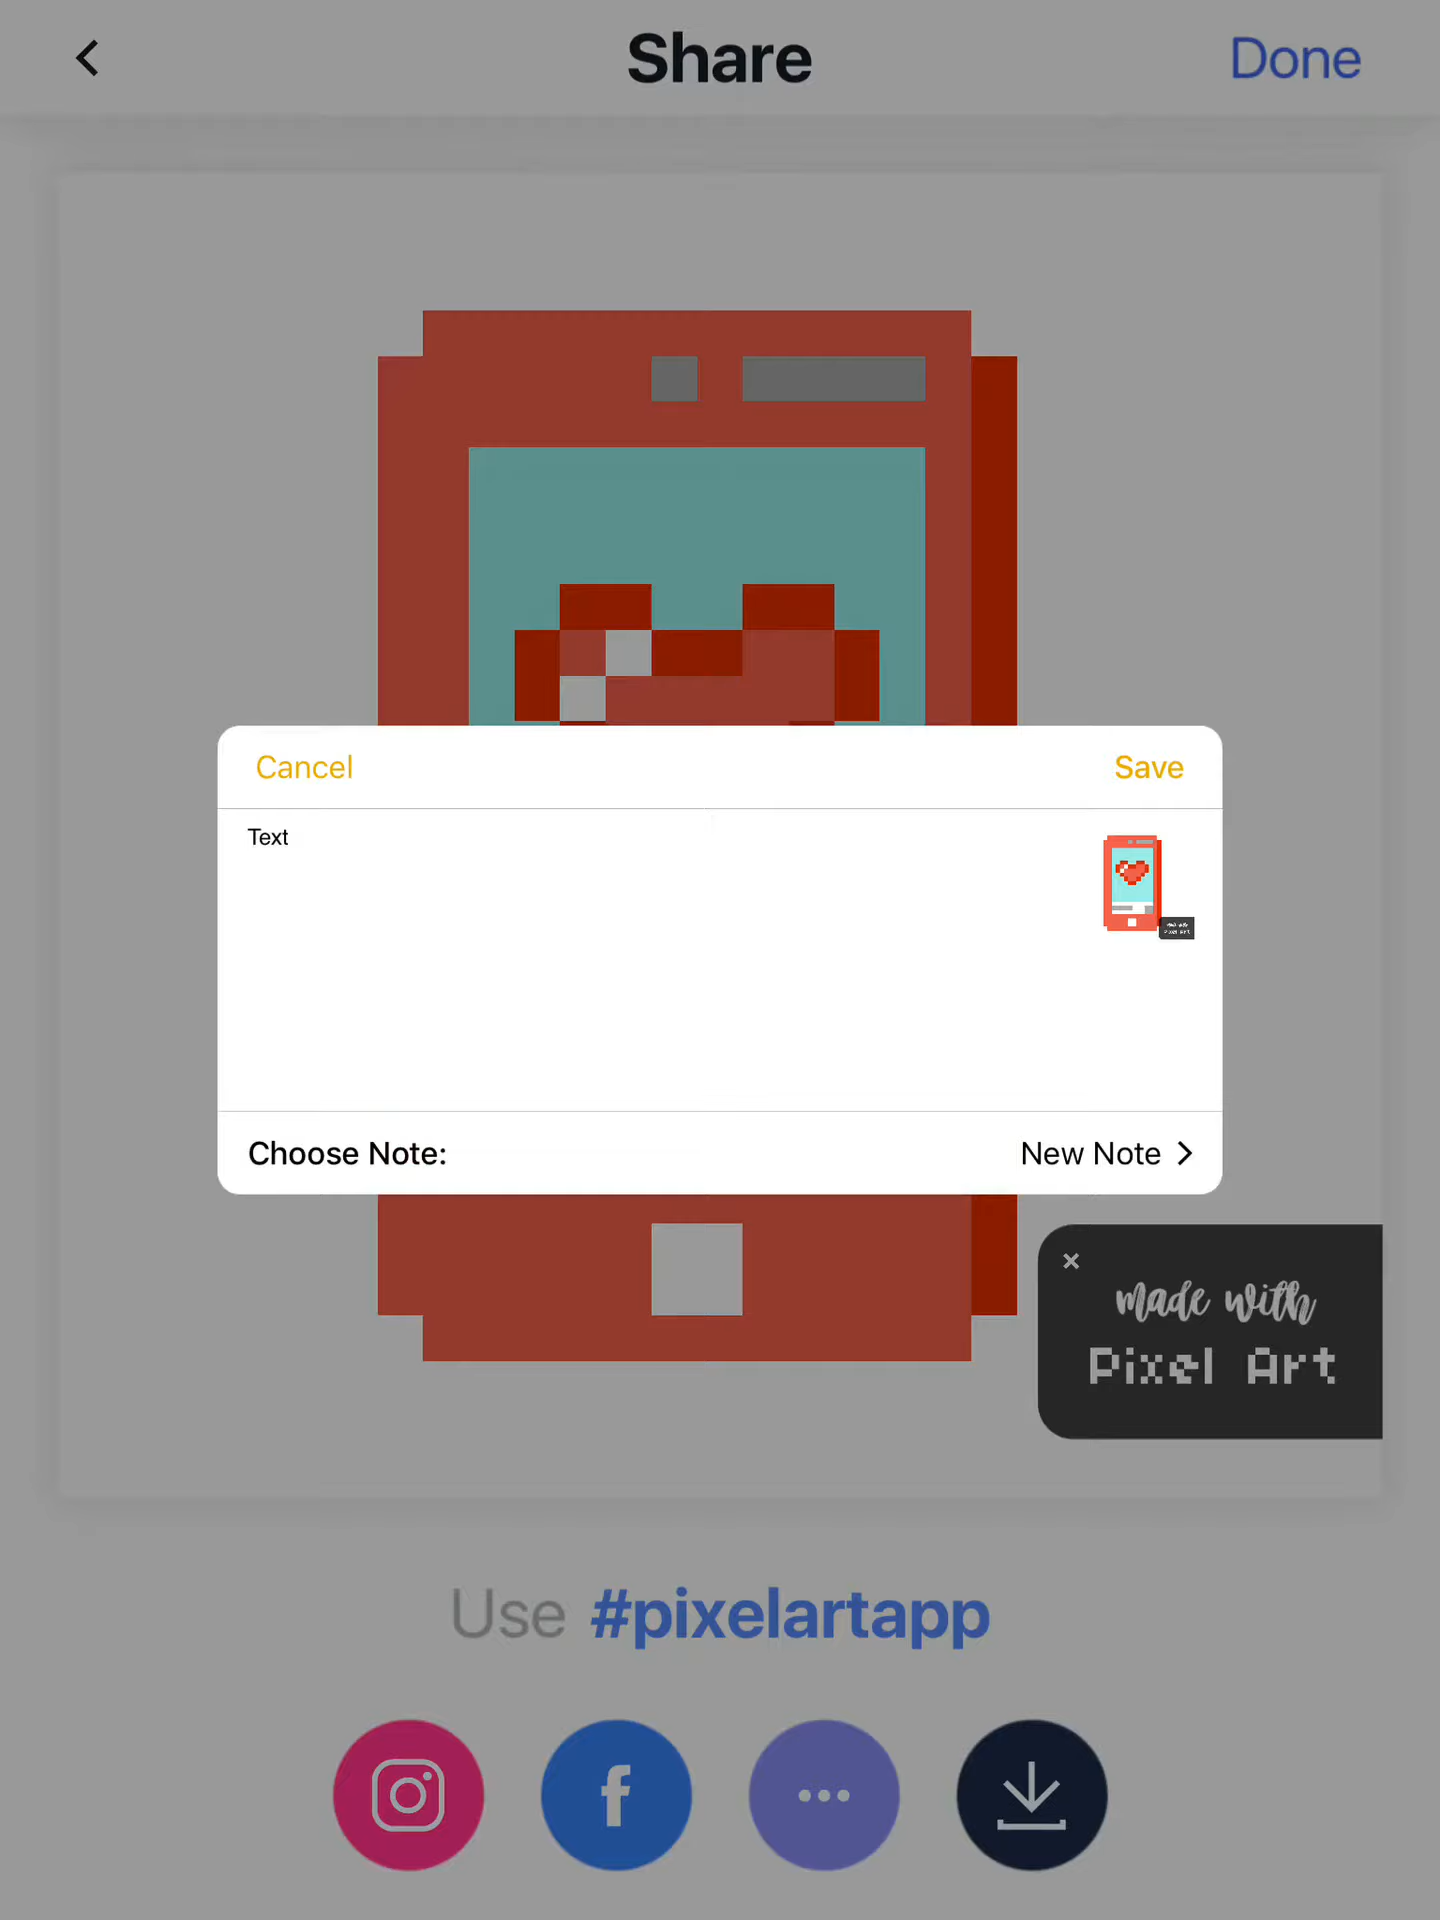 Share
Done
Cancel
Save
Text
Choose Note:
New Note
made with
Pixel Art
Use #pixelartapp